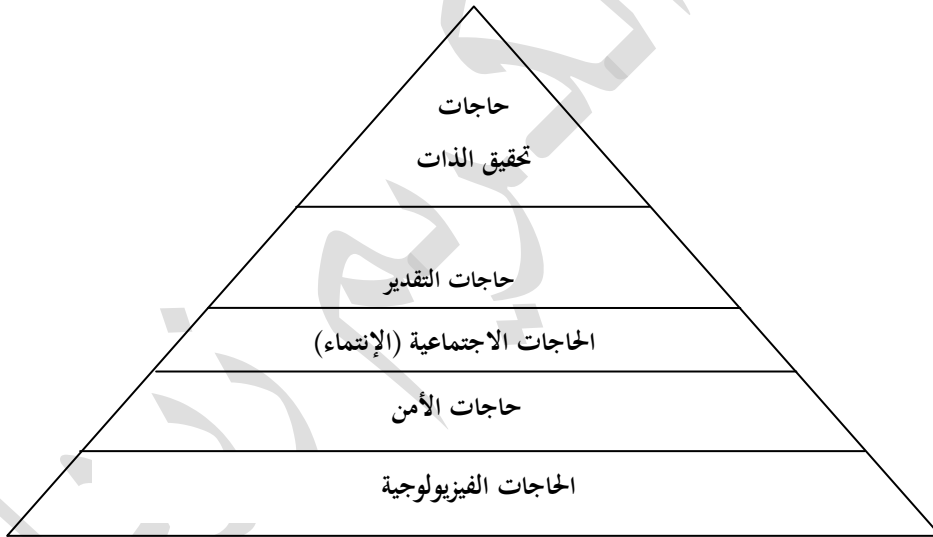 حاجات
تحقيق الذات
حاجات التقدير
الحاجات الاجتماعية (الإنتماء)
حاجات الأمن
الحاجات الفيزيولوجية